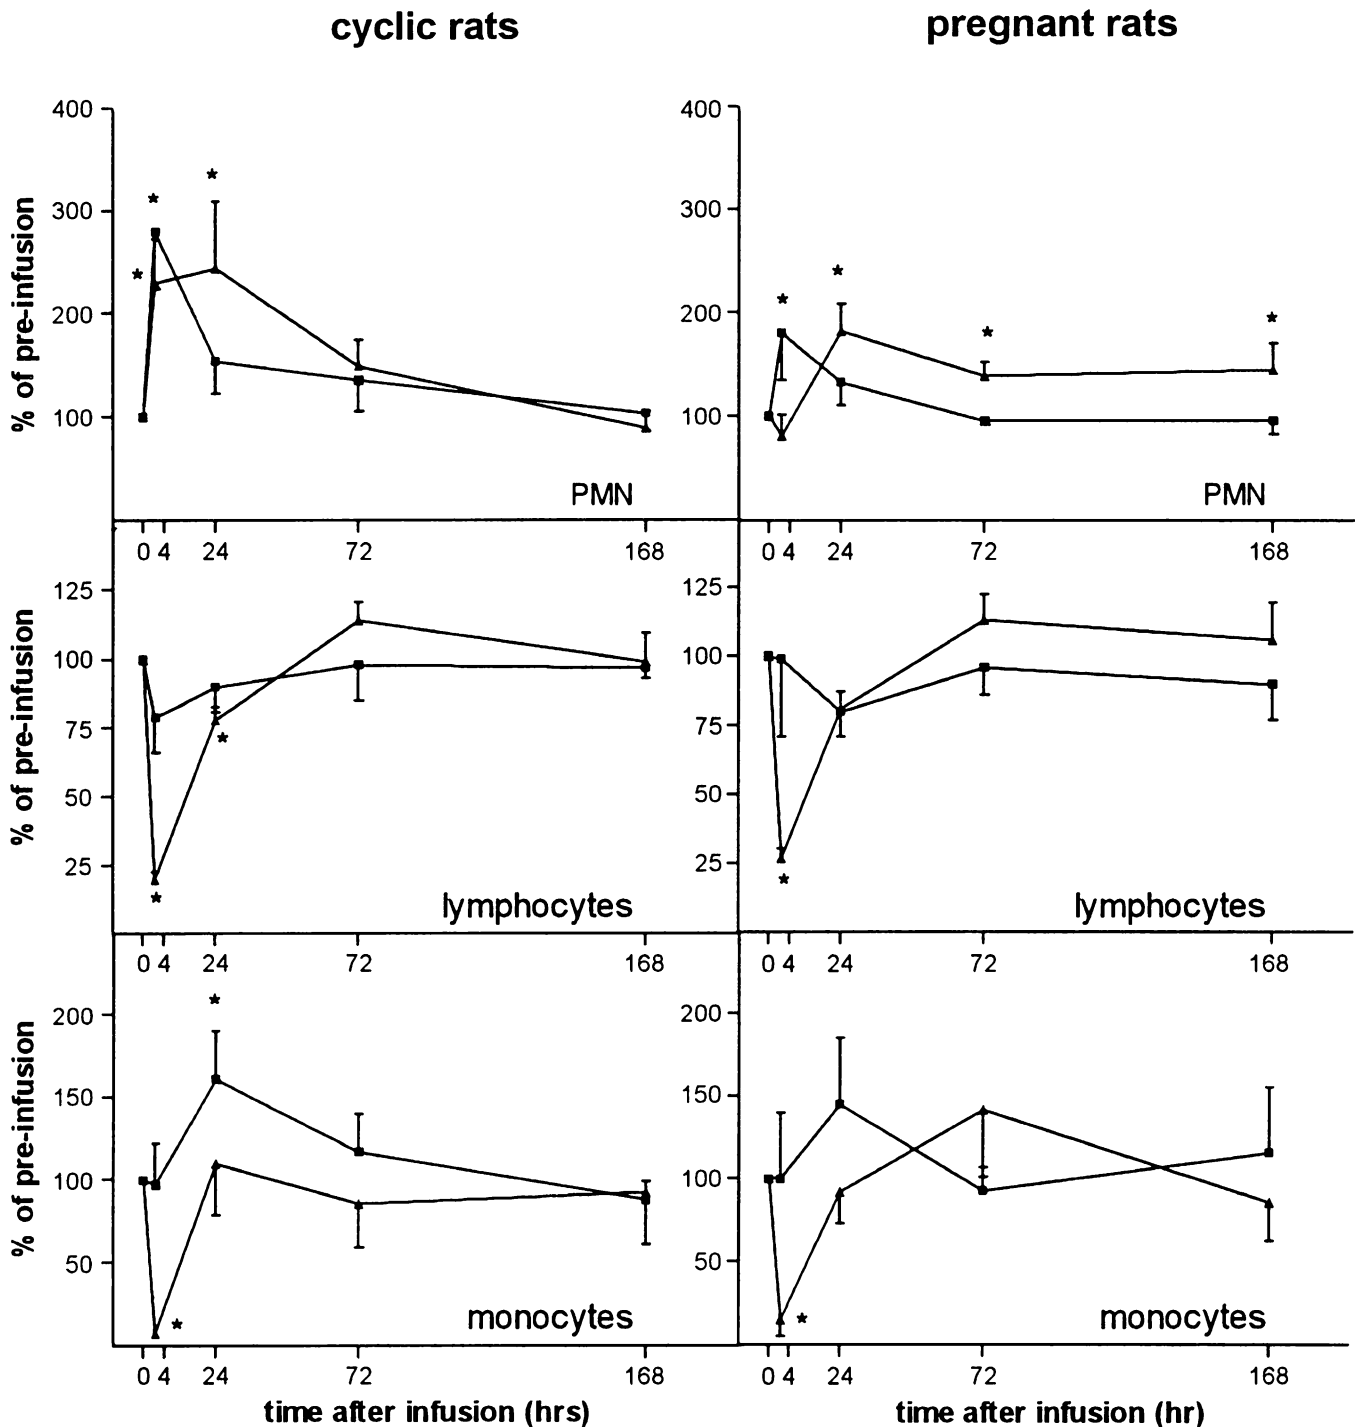 cyclic rats
pregnant rats
400
300
200
100
% of pre-infusion
* * *
PMN
0 4 24 72 168
400
300
200
100
* * * *
PMN
0 4 24 72 168
125
100
75
50
25
% of pre-infusion
* *
lymphocytes
0 4 24 72 168
125
100
75
50
25
*
lymphocytes
0 4 24 72 168
200
150
100
50
% of pre-infusion
* *
monocytes
0 4 24 72 168
time after infusion (hrs)
200
150
100
50
*
monocytes
0 4 24 72 168
time after infusion (hr)